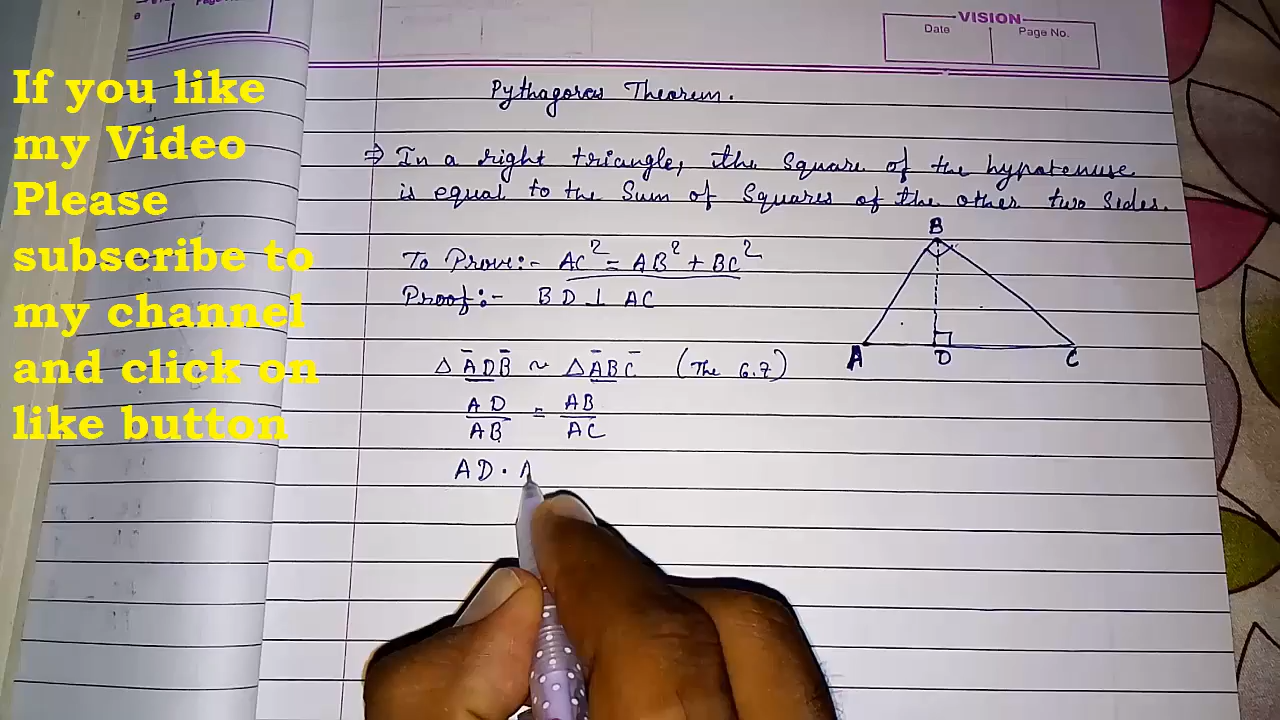 If you like
my Video
Please
subscribe to
my channel
and click on
like button
VISION
Date Page No.
Pythagoras Theorem.
⇒ In a right triangle, the Square of the hypotenuse
is equal to the Sum of Squares of the other two Sides.
To Prove:- AC² = AB² + BC²
Proof:- BD ⊥ AC
B
A D C
△ADB ~ △ABC (The 6.7)
AD/AB = AB/AC
AD · A